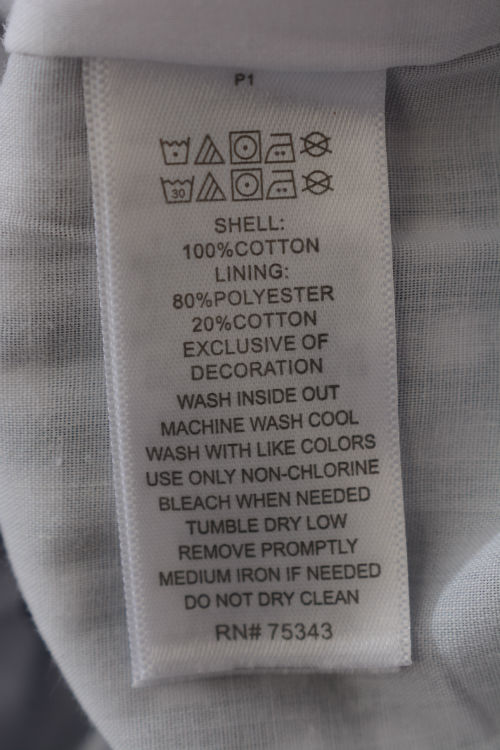 P1
30
SHELL:
100%COTTON
LINING:
80%POLYESTER
20%COTTON
EXCLUSIVE OF
DECORATION
WASH INSIDE OUT
MACHINE WASH COOL
WASH WITH LIKE COLORS
USE ONLY NON-CHLORINE
BLEACH WHEN NEEDED
TUMBLE DRY LOW
REMOVE PROMPTLY
MEDIUM IRON IF NEEDED
DO NOT DRY CLEAN
RN# 75343